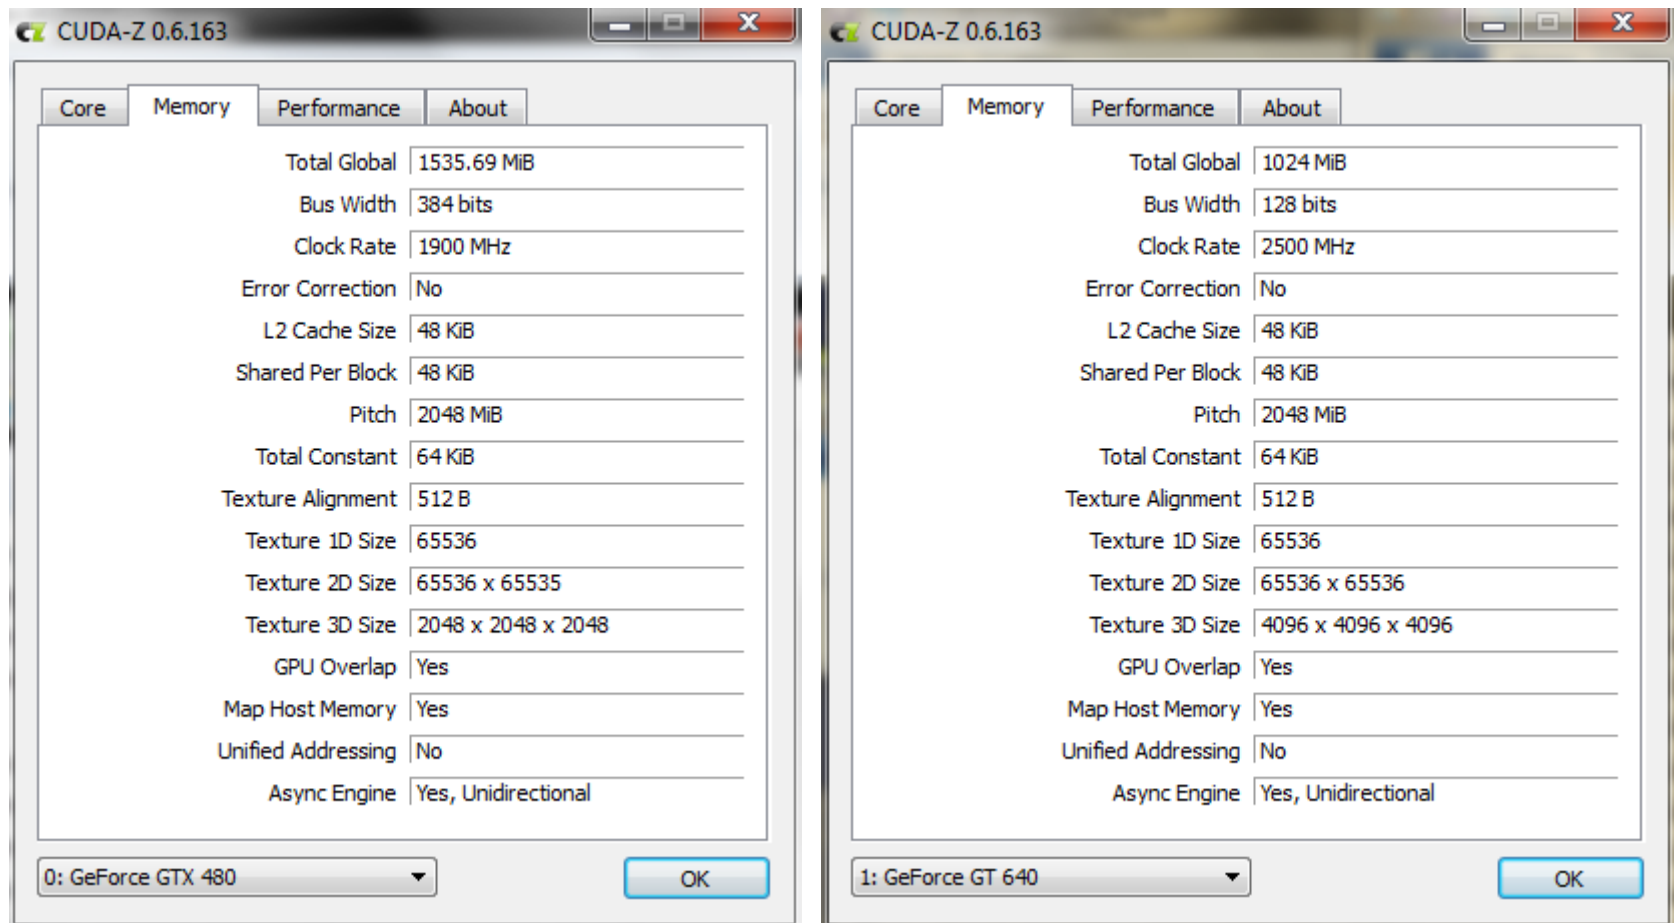 CUDA-Z 0.6.163
Core Memory Performance About
Total Global 1535.69 MiB
Bus Width 384 bits
Clock Rate 1900 MHz
Error Correction No
L2 Cache Size 48 KiB
Shared Per Block 48 KiB
Pitch 2048 MiB
Total Constant 64 KiB
Texture Alignment 512 B
Texture 1D Size 65536
Texture 2D Size 65536 x 65535
Texture 3D Size 2048 x 2048 x 2048
GPU Overlap Yes
Map Host Memory Yes
Unified Addressing No
Async Engine Yes, Unidirectional
0: GeForce GTX 480 OK
CUDA-Z 0.6.163
Core Memory Performance About
Total Global 1024 MiB
Bus Width 128 bits
Clock Rate 2500 MHz
Error Correction No
L2 Cache Size 48 KiB
Shared Per Block 48 KiB
Pitch 2048 MiB
Total Constant 64 KiB
Texture Alignment 512 B
Texture 1D Size 65536
Texture 2D Size 65536 x 65536
Texture 3D Size 4096 x 4096 x 4096
GPU Overlap Yes
Map Host Memory Yes
Unified Addressing No
Async Engine Yes, Unidirectional
1: GeForce GT 640 OK